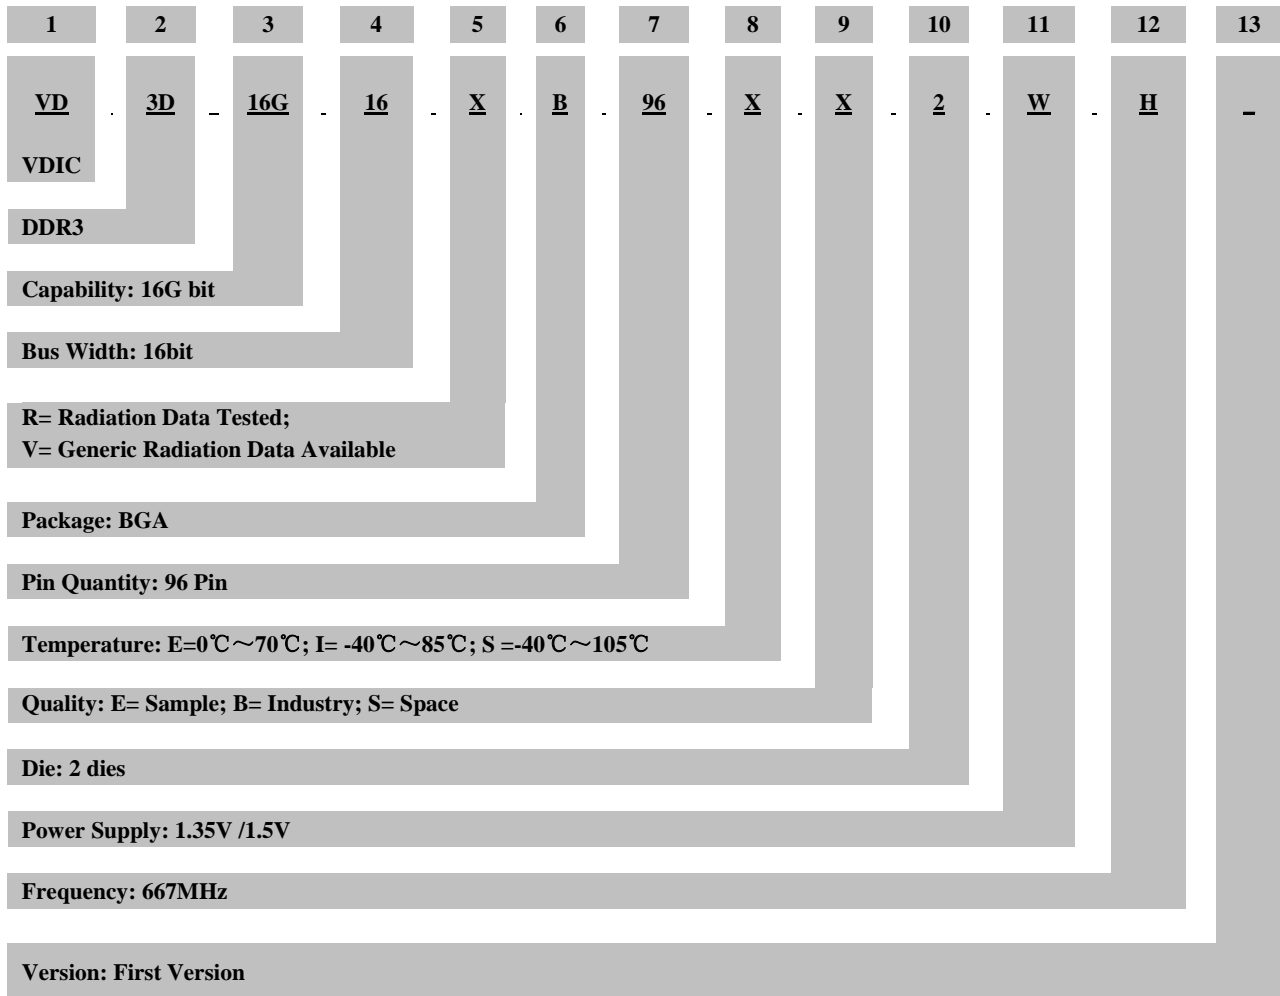 1 2 3 4 5 6 7 8 9 10 11 12 13
VD . 3D _ 16G . 16 . X . B . 96 . X . X . 2 . W . H _
VDIC
DDR3
Capability: 16G bit
Bus Width: 16bit
R= Radiation Data Tested;
V= Generic Radiation Data Available
Package: BGA
Pin Quantity: 96 Pin
Temperature: E=0℃～70℃; I= -40℃～85℃; S =-40℃～105℃
Quality: E= Sample; B= Industry; S= Space
Die: 2 dies
Power Supply: 1.35V /1.5V
Frequency: 667MHz
Version: First Version